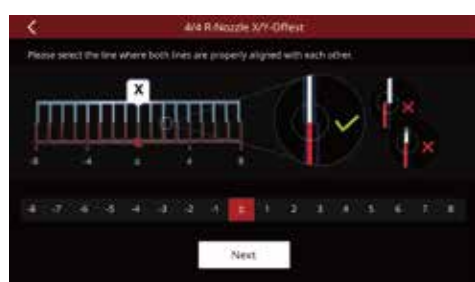 4/4 R-Nozzle X/Y-Offest
Please select the line where both lines are properly aligned with each other.
X
-8 -4 0 4 8
-8 -7 -6 -5 -4 -3 -2 -1 0 1 2 3 4 5 6 7 8
Next